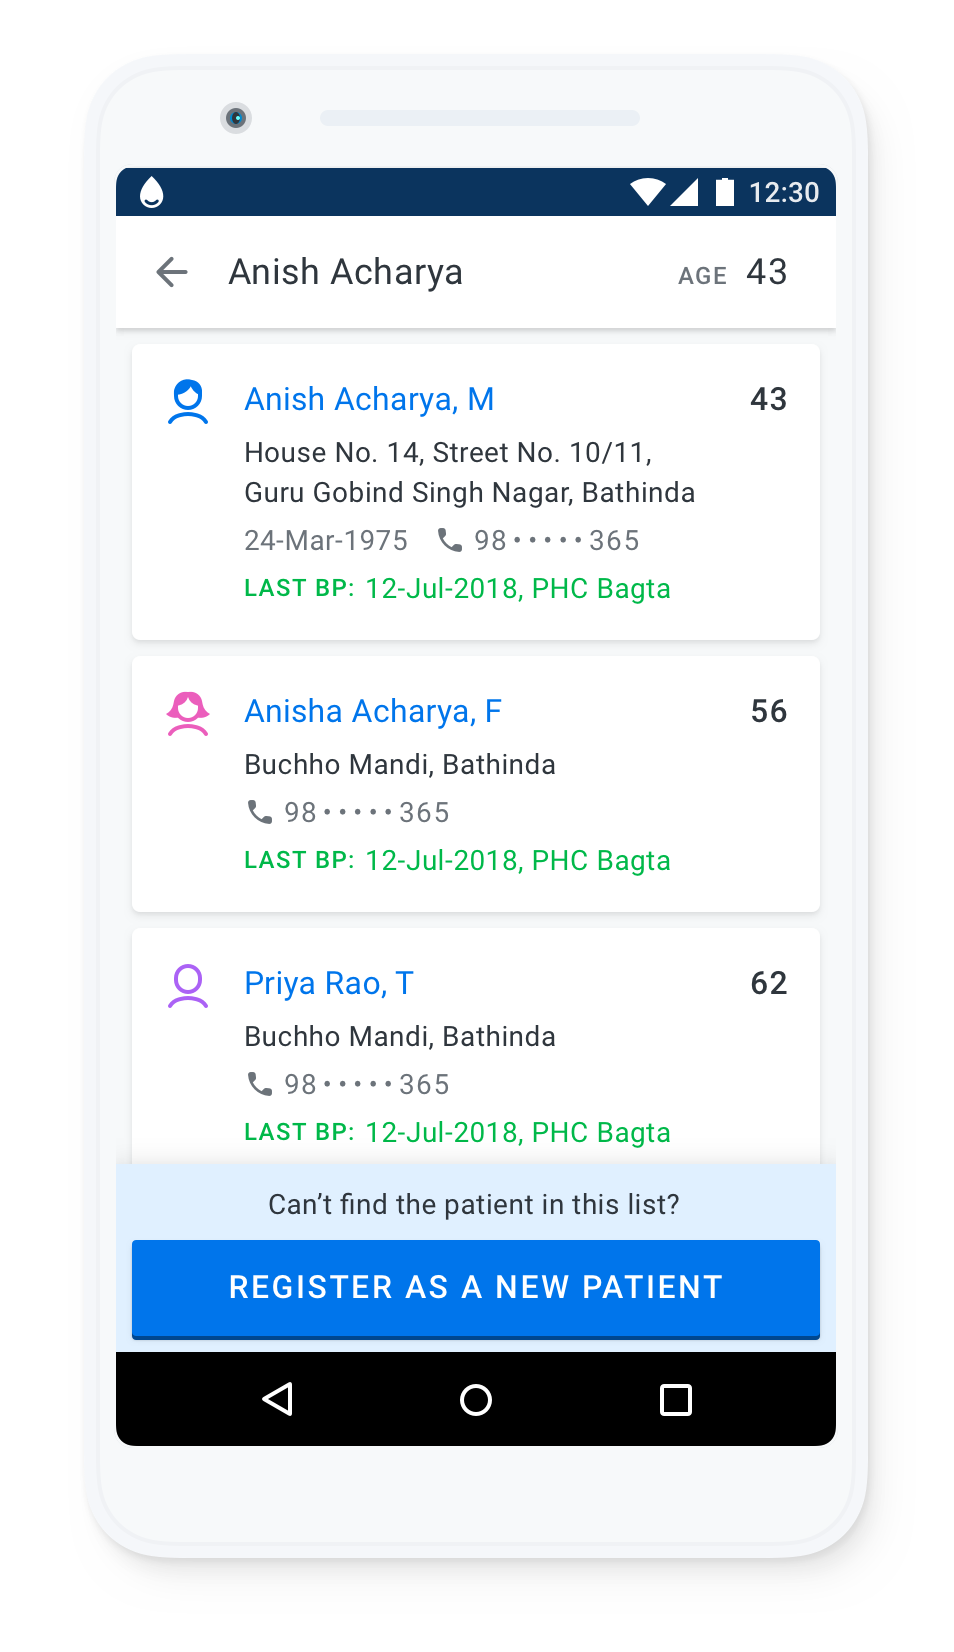 12:30
Anish Acharya AGE 43
Anish Acharya, M 43
House No. 14, Street No. 10/11,
Guru Gobind Singh Nagar, Bathinda
24-Mar-1975 98•••••365
LAST BP: 12-Jul-2018, PHC Bagta
Anisha Acharya, F 56
Buchho Mandi, Bathinda
98•••••365
LAST BP: 12-Jul-2018, PHC Bagta
Priya Rao, T 62
Buchho Mandi, Bathinda
98•••••365
LAST BP: 12-Jul-2018, PHC Bagta
Can’t find the patient in this list?
REGISTER AS A NEW PATIENT